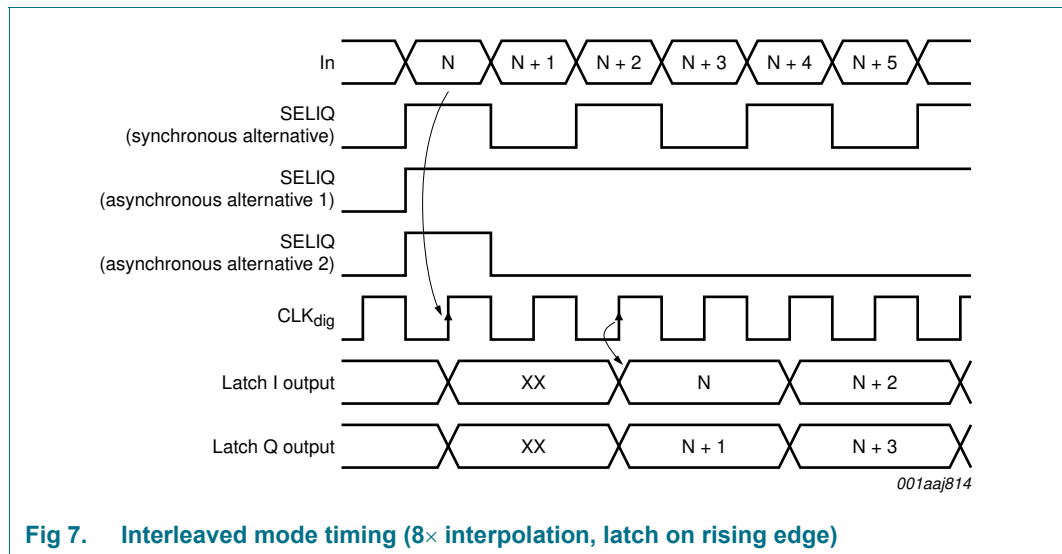 In
N
N + 1
N + 2
N + 3
N + 4
N + 5
SELIQ
(synchronous alternative)
SELIQ
(asynchronous alternative 1)
SELIQ
(asynchronous alternative 2)
CLKdig
Latch I output
XX
N
N + 2
Latch Q output
XX
N + 1
N + 3
001aaj814
Fig 7. Interleaved mode timing (8× interpolation, latch on rising edge)